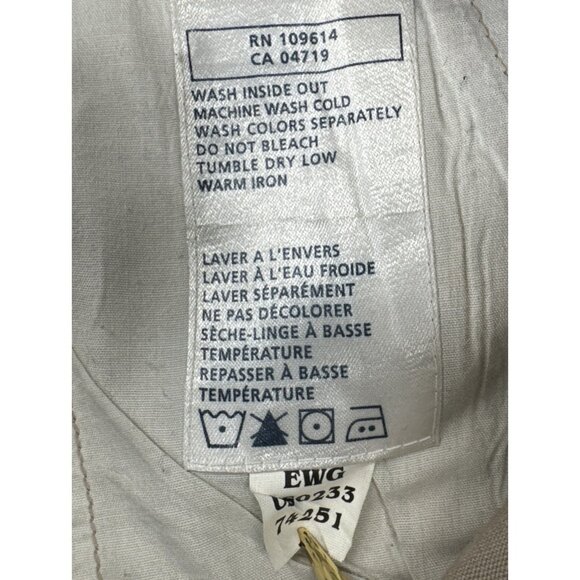 RN 109614
CA 04719
WASH INSIDE OUT
MACHINE WASH COLD
WASH COLORS SEPARATELY
DO NOT BLEACH
TUMBLE DRY LOW
WARM IRON
LAVER A L'ENVERS
LAVER À L'EAU FROIDE
LAVER SÉPARÉMENT
NE PAS DÉCOLORER
SÈCHE-LINGE À BASSE
TEMPÉRATURE
REPASSER À BASSE
TEMPÉRATURE
EWG
74251